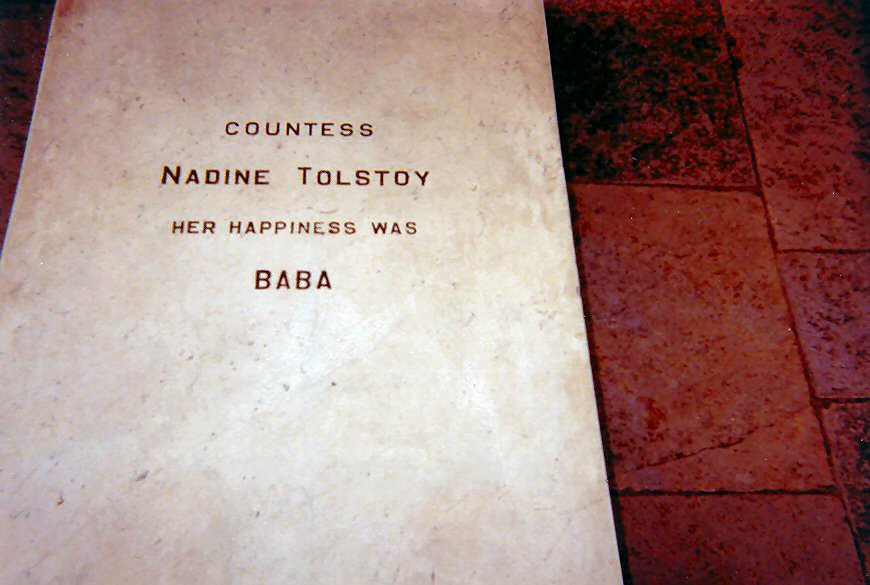 COUNTESS
NADINE TOLSTOY
HER HAPPINESS WAS
BABA